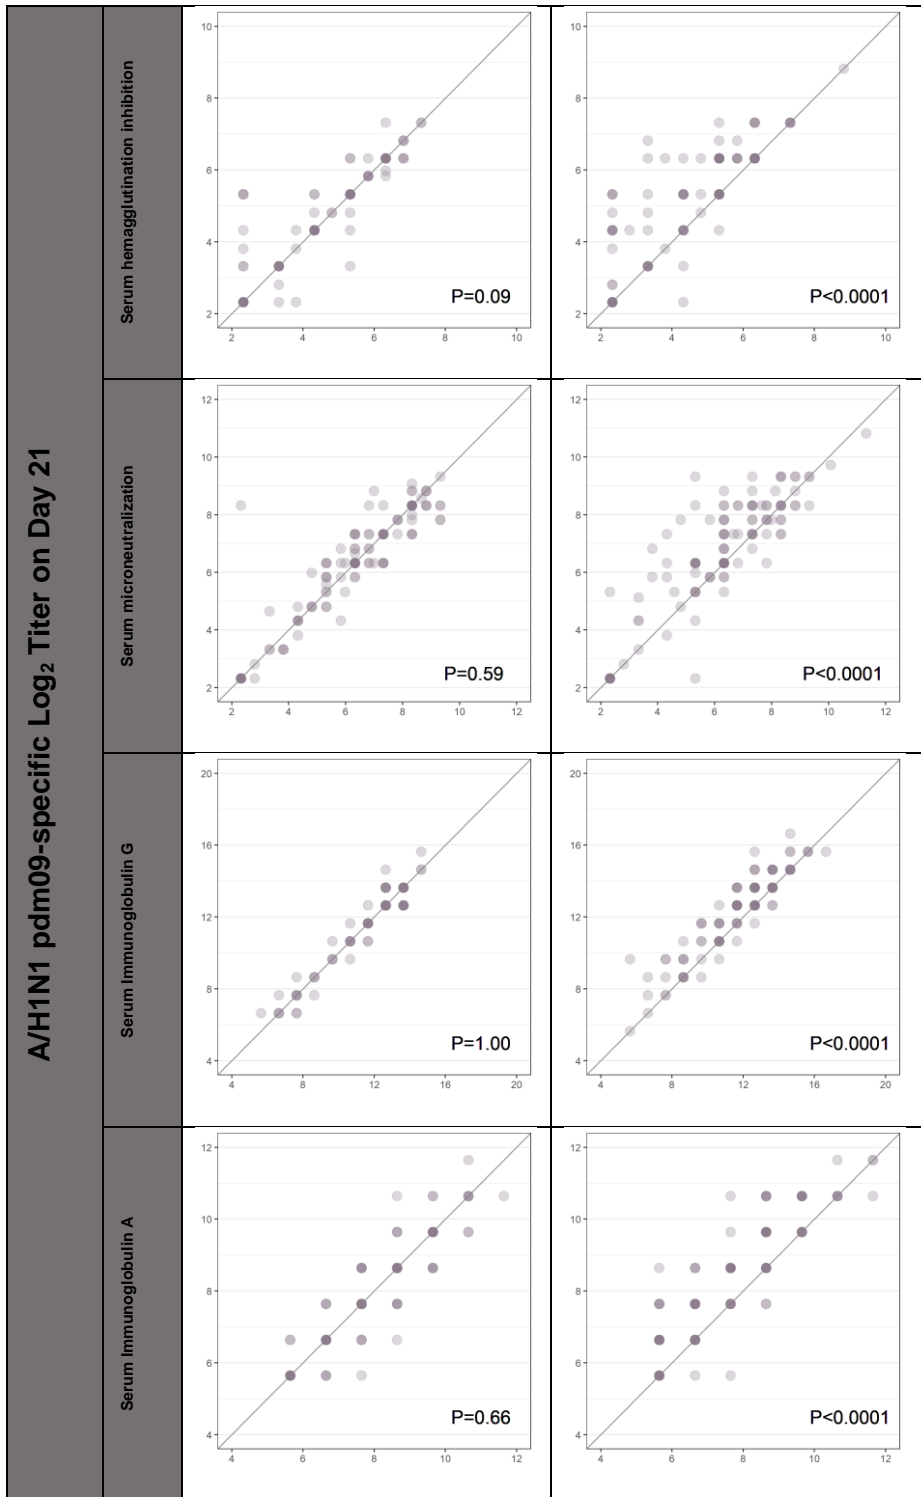 A/H1N1 pdm09-specific Log₂ Titer on Day 21
Serum hemagglutination inhibition
10
8
6
4
2
2 4 6 8 10
P=0.09
10
8
6
4
2
2 4 6 8 10
P<0.0001
Serum microneutralization
12
10
8
6
4
2
2 4 6 8 10 12
P=0.59
12
10
8
6
4
2
2 4 6 8 10 12
P<0.0001
Serum Immunoglobulin G
20
16
12
8
4
4 8 12 16 20
P=1.00
20
16
12
8
4
4 8 12 16 20
P<0.0001
Serum Immunoglobulin A
12
10
8
6
4
4 6 8 10 12
P=0.66
12
10
8
6
4
4 6 8 10 12
P<0.0001